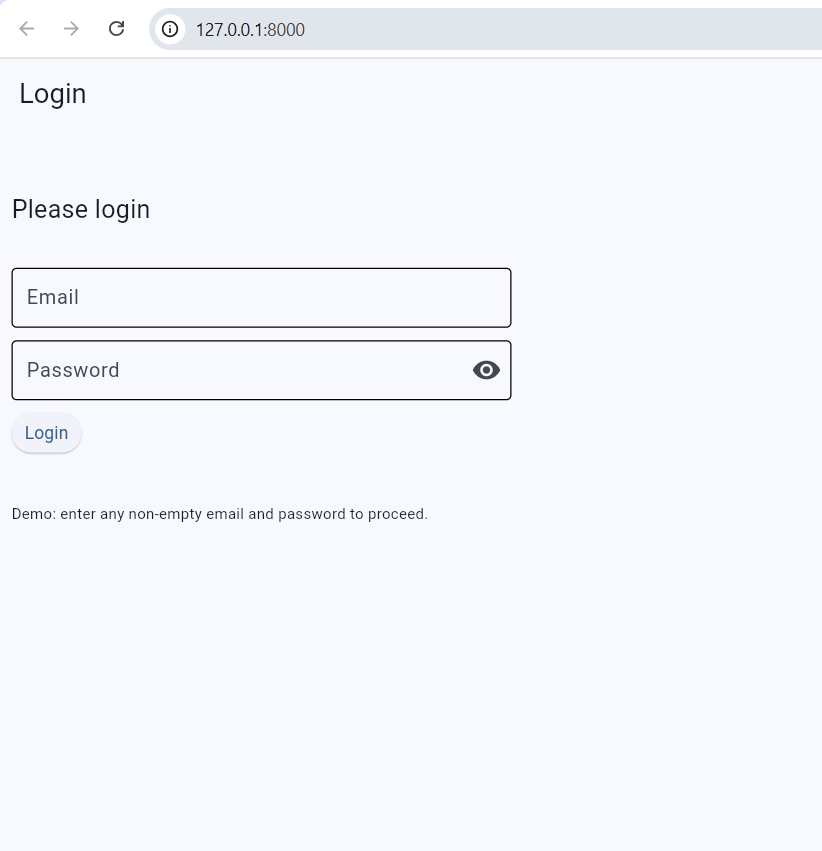 127.0.0.1:8000
Login
Please login
Email
Password
Login
Demo: enter any non-empty email and password to proceed.